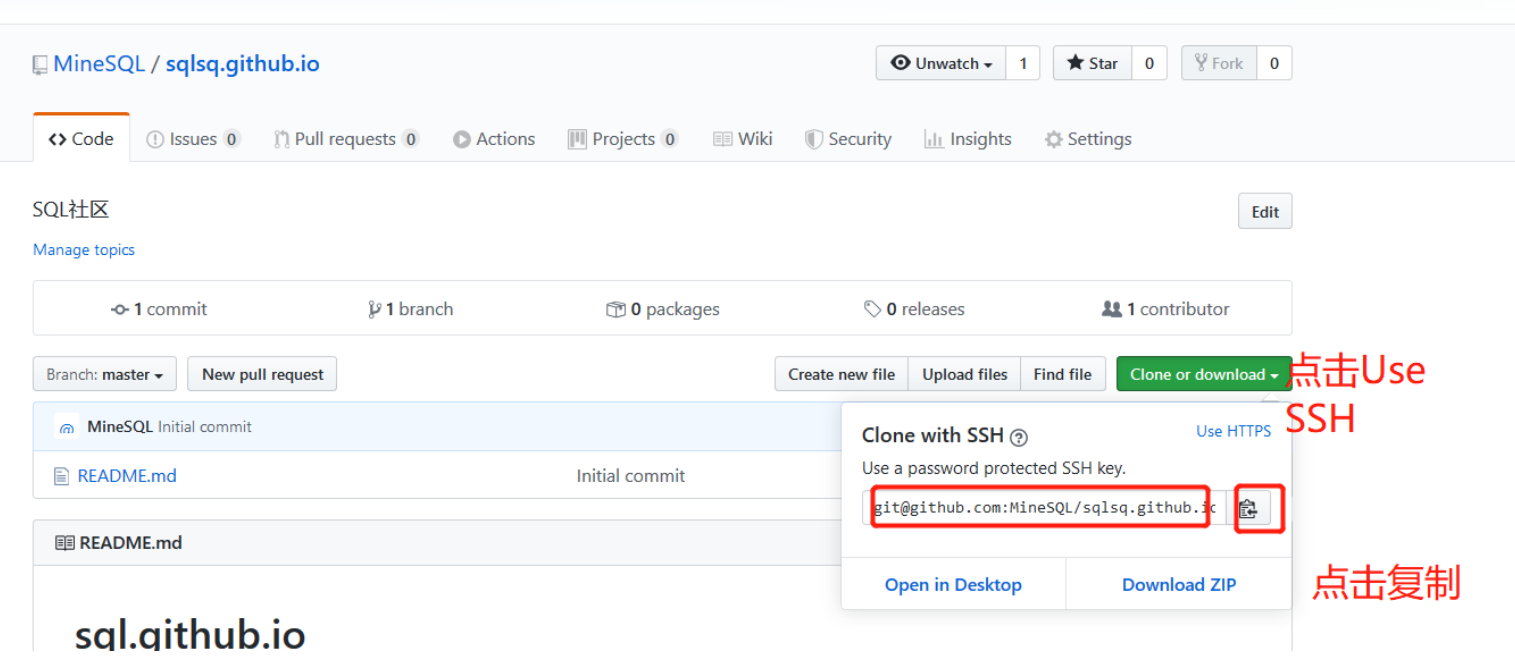 MineSQL / sqlsq.github.io
Unwatch 1 Star 0 Fork 0
Code Issues 0 Pull requests 0 Actions Projects 0 Wiki Security Insights Settings
SQL社区
Edit
Manage topics
1 commit 1 branch 0 packages 0 releases 1 contributor
Branch: master New pull request Create new file Upload files Find file Clone or download
点击Use
SSH
MineSQL Initial commit
Clone with SSH Use HTTPS
Use a password protected SSH key.
README.md Initial commit
git@github.com:MineSQL/sqlsq.github.io
README.md
Open in Desktop Download ZIP
点击复制
sql.github.io